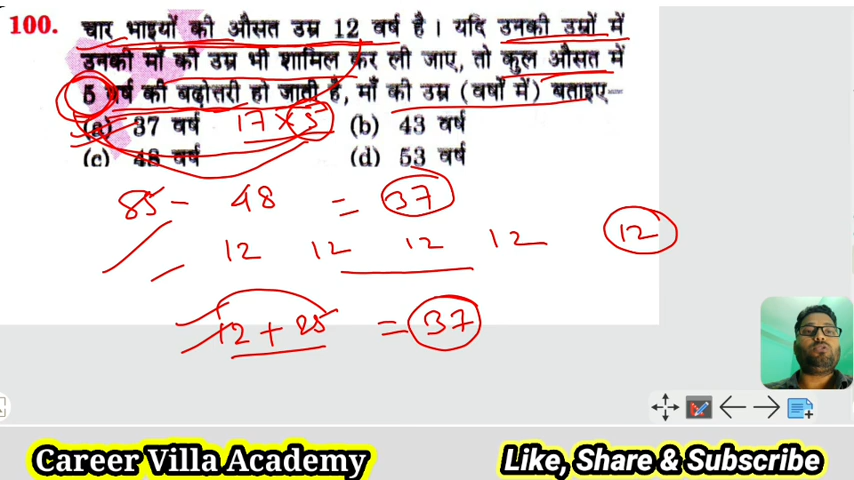 100. चार भाइयों की औसत उम्र 12 वर्ष है। यदि उनकी उम्रों में
उनकी माँ की उम्र भी शामिल कर ली जाए, तो कुल औसत में
5 वर्ष की बढ़ोत्तरी हो जाती है, माँ की उम्र (वर्षों में) बताइए–
(a) 37 वर्ष 17 × 5 (b) 43 वर्ष
(c) 48 वर्ष (d) 53 वर्ष
85 - 48 = 37
12 12 12 12 12
12 + 25 = 37
Career Villa Academy Like, Share & Subscribe